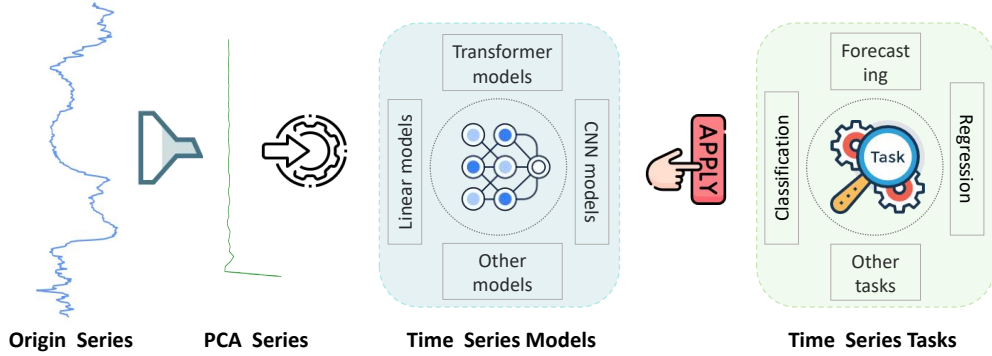 Transformer
models
Linear models
CNN models
Other
models
APPLY
Forecast
ing
Classification
Task
Regression
Other
tasks
Origin Series
PCA Series
Time Series Models
Time Series Tasks